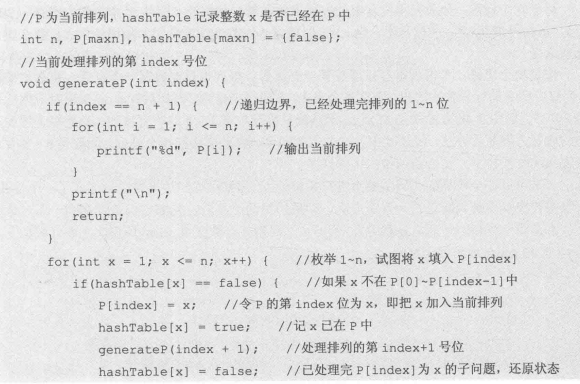 //P 为当前排列，hashTable 记录整数 x 是否已经在 P 中
int n, P[maxn], hashTable[maxn] = {false};
//当前处理排列的第 index 号位
void generateP(int index) {
    if(index == n + 1) {    //递归边界，已经处理完排列的 1~n 位
        for(int i = 1; i <= n; i++) {
            printf("%d", P[i]);    //输出当前排列
        }
        printf("\n");
        return;
    }
    for(int x = 1; x <= n; x++) {    //枚举 1~n，试图将 x 填入 P[index]
        if(hashTable[x] == false) {    //如果 x 不在 P[0]~P[index-1]中
            P[index] = x;    //令 P 的第 index 位为 x，即把 x 加入当前排列
            hashTable[x] = true;    //记 x 已在 P 中
            generateP(index + 1);    //处理排列的第 index+1 号位
            hashTable[x] = false;    //已处理完 P[index]为 x 的子问题，还原状态